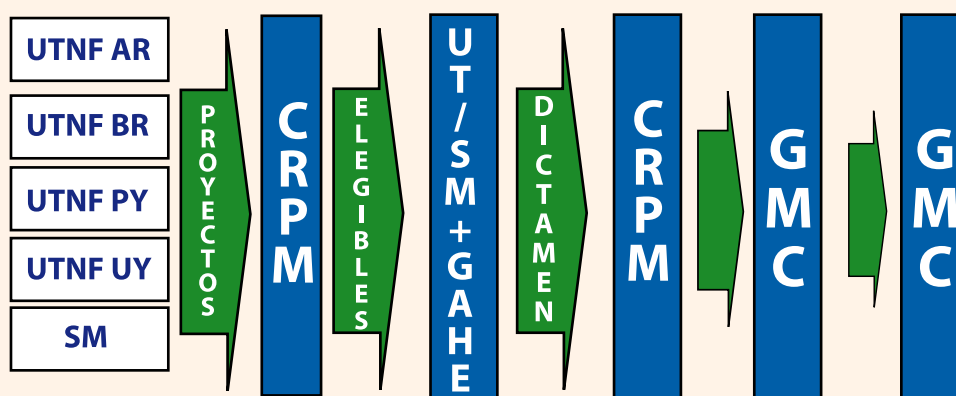 UTNF AR
UTNF BR
UTNF PY
UTNF UY
SM
PROYECTOS
CRPM
ELEGIBLES
UT/SM+GAHE
DICTAMEN
CRPM
GMC
GMC